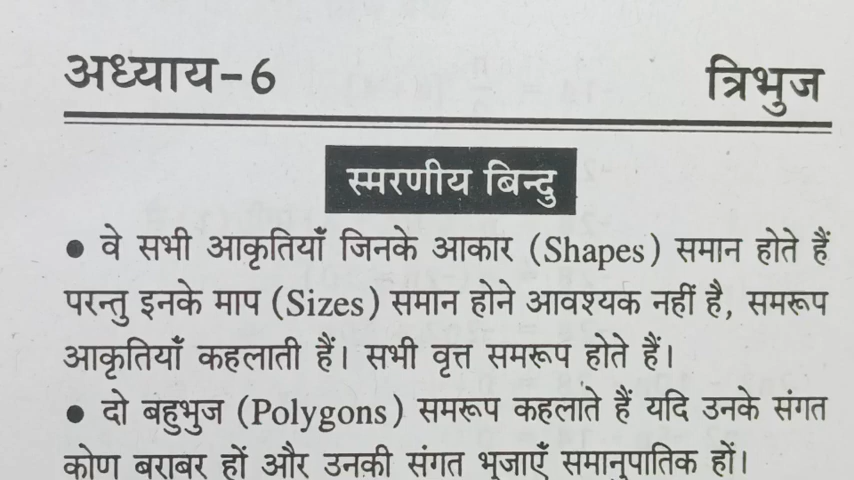 अध्याय-6 त्रिभुज
स्मरणीय बिन्दु
● वे सभी आकृतियाँ जिनके आकार (Shapes) समान होते हैं
परन्तु इनके माप (Sizes) समान होने आवश्यक नहीं है, समरूप
आकृतियाँ कहलाती हैं। सभी वृत्त समरूप होते हैं।
● दो बहुभुज (Polygons) समरूप कहलाते हैं यदि उनके संगत
कोण बराबर हों और उनकी संगत भुजाएँ समानुपातिक हों।